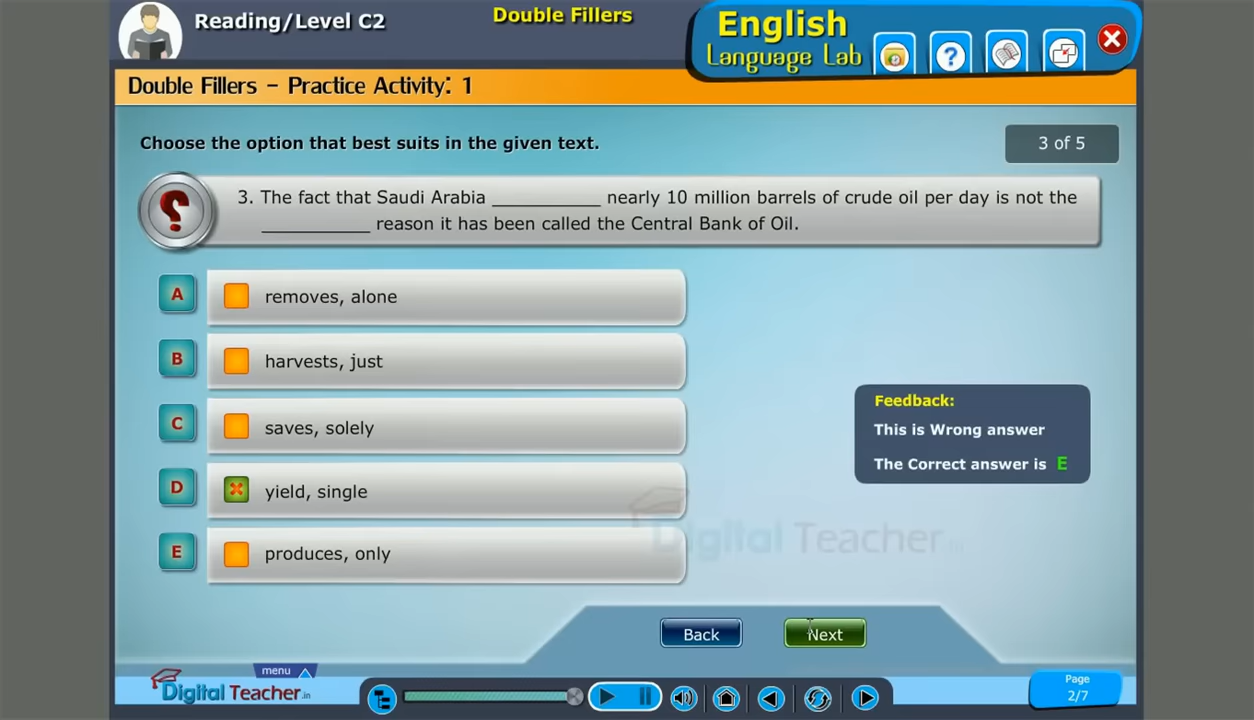 Reading/Level C2
Double Fillers
English
Language Lab
Double Fillers – Practice Activity: 1
Choose the option that best suits in the given text.
3 of 5
3. The fact that Saudi Arabia __________ nearly 10 million barrels of crude oil per day is not the
__________ reason it has been called the Central Bank of Oil.
A removes, alone
B harvests, just
C saves, solely
D yield, single
E produces, only
Feedback:
This is Wrong answer
The Correct answer is E
Digital Teacher.in
Back
Next
menu
Digital Teacher.in
Page
2/7